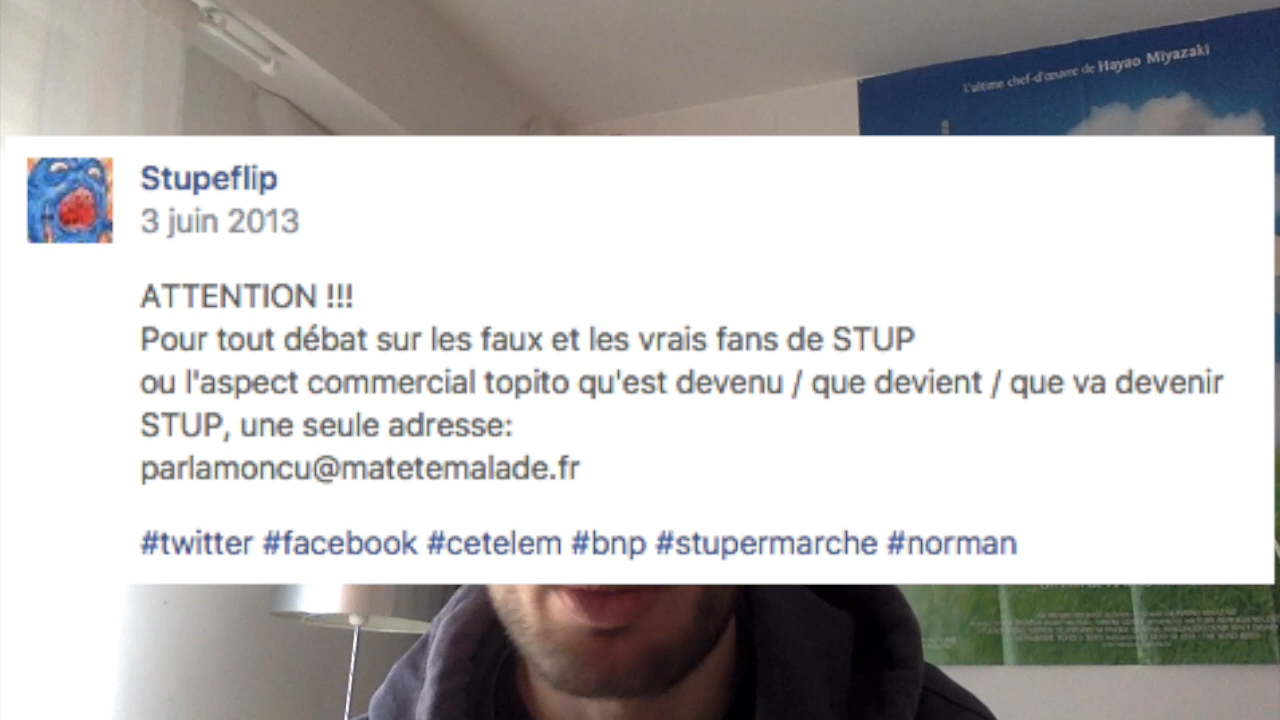 l'ultime chef-d'œuvre de Hayao Miyazaki
Stupeflip
3 juin 2013
ATTENTION !!!
Pour tout débat sur les faux et les vrais fans de STUP
ou l'aspect commercial topito qu'est devenu / que devient / que va devenir
STUP, une seule adresse:
parlamoncu@matetemalade.fr
#twitter #facebook #cetelem #bnp #stupermarche #norman